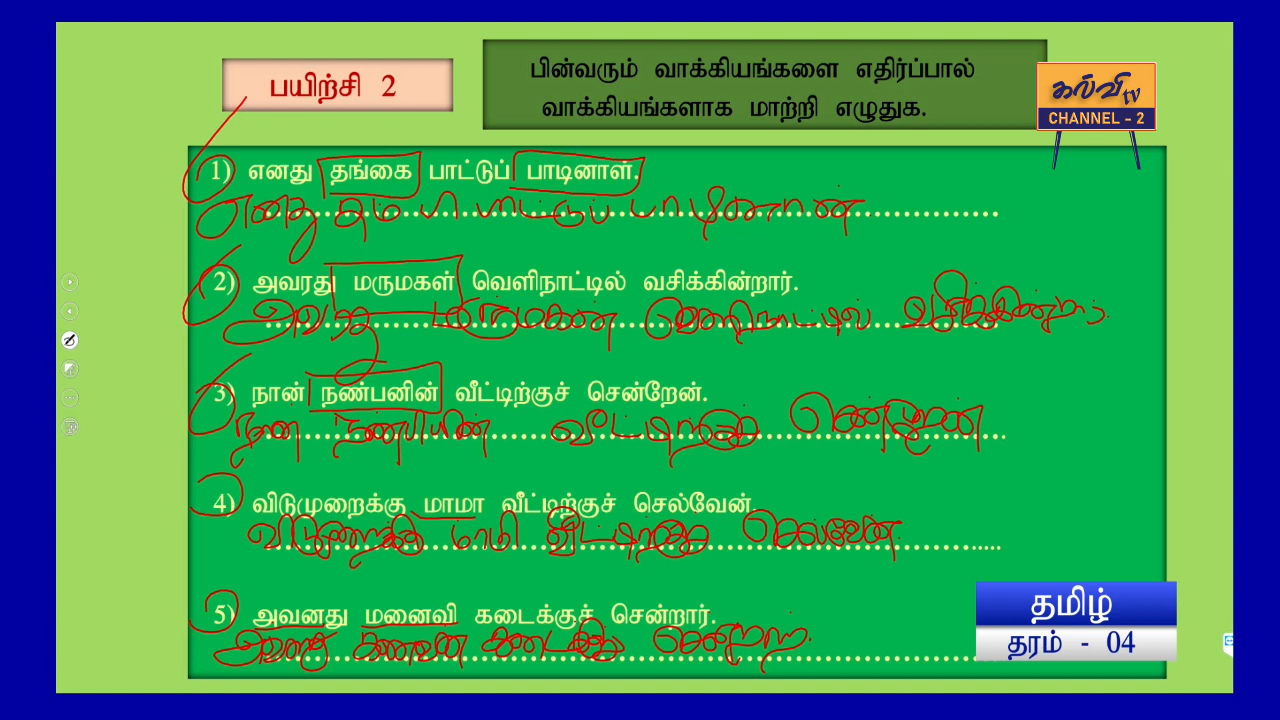 பயிற்சி 2
பின்வரும் வாக்கியங்களை எதிர்ப்பால்
வாக்கியங்களாக மாற்றி எழுதுக.
கல்வி tv
CHANNEL - 2
1) எனது தங்கை பாட்டுப் பாடினாள்.
எனது தம்பி பாட்டுப் பாடினான்
2) அவரது மருமகள் வெளிநாட்டில் வசிக்கின்றார்.
அவரது மருமகன் வெளிநாட்டில் வசிக்கின்றார்.
3) நான் நண்பனின் வீட்டிற்குச் சென்றேன்.
நான் நண்பியின் வீட்டிற்கு சென்றேன்
4) விடுமுறைக்கு மாமா வீட்டிற்குச் செல்வேன்.
விடுமுறைக்கு மாமி வீட்டிற்கு செல்வேன்.
5) அவனது மனைவி கடைக்குச் சென்றார்.
கணவன் கடைக்கு சென்றார்.
தமிழ்
தரம் - 04